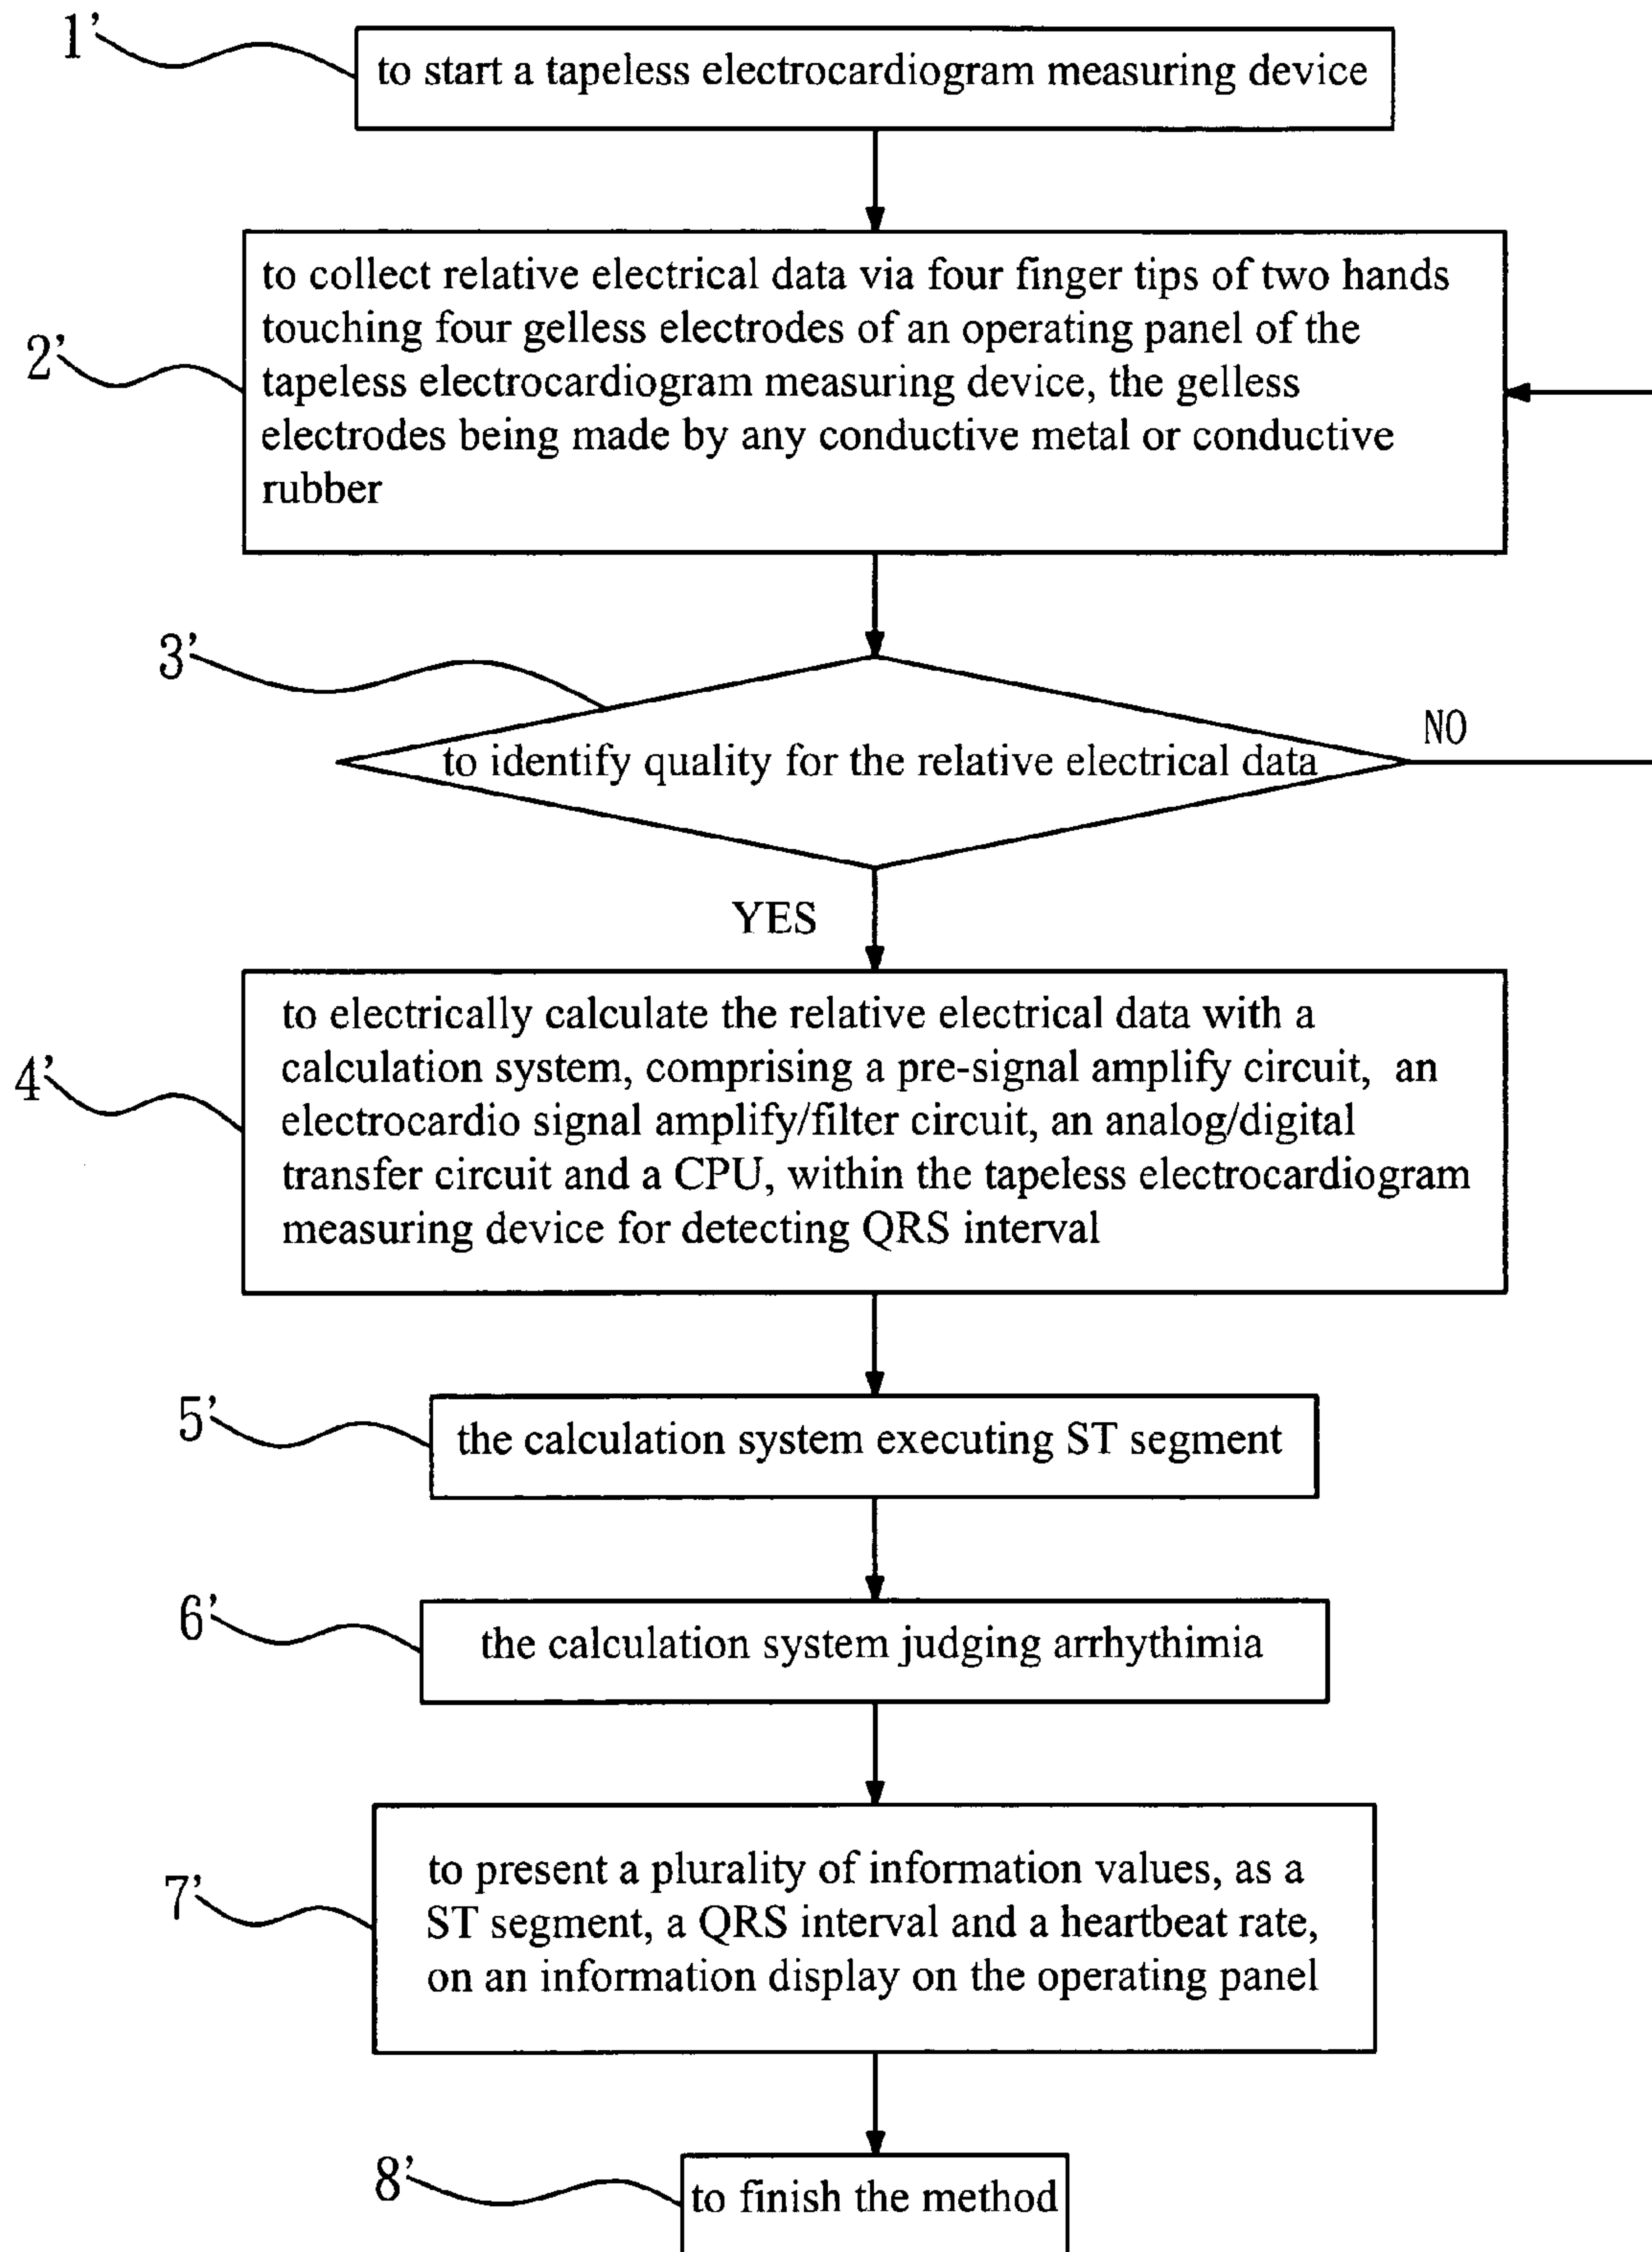 1’
to start a tapeless electrocardiogram measuring device
2’
to collect relative electrical data via four finger tips of two hands
touching four gelless electrodes of an operating panel of the
tapeless electrocardiogram measuring device, the gelless
electrodes being made by any conductive metal or conductive
rubber
3’
to identify quality for the relative electrical data
NO
YES
4’
to electrically calculate the relative electrical data with a
calculation system, comprising a pre-signal amplify circuit, an
electrocardio signal amplify/filter circuit, an analog/digital
transfer circuit and a CPU, within the tapeless electrocardiogram
measuring device for detecting QRS interval
5’
the calculation system executing ST segment
6’
the calculation system judging arrhythimia
7’
to present a plurality of information values, as a
ST segment, a QRS interval and a heartbeat rate,
on an information display on the operating panel
8’
to finish the method